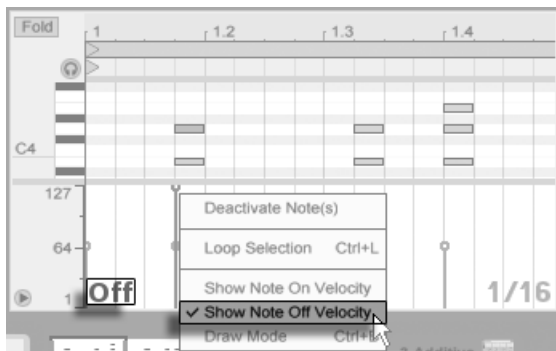 Fold
1 1.2 1.3 1.4
C4
127
64
1
Off
Deactivate Note(s)
Loop Selection Ctrl+L
Show Note On Velocity
✓ Show Note Off Velocity
Draw Mode
1/16